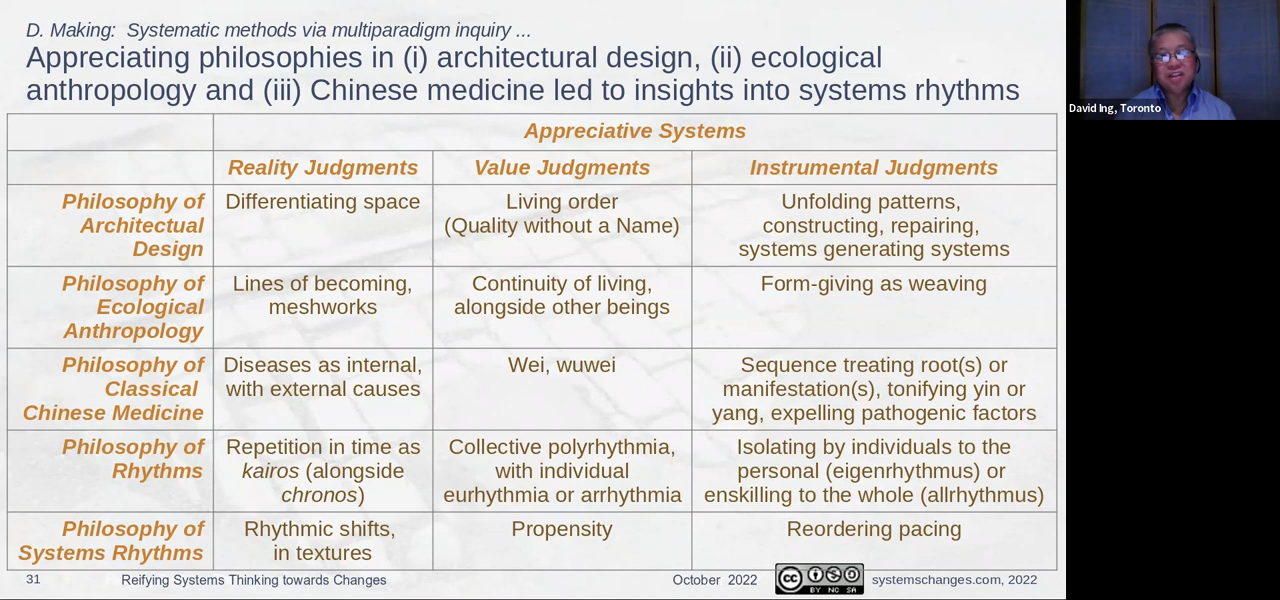 D. Making:  Systematic methods via multiparadigm inquiry ...
Appreciating philosophies in (i) architectural design, (ii) ecological
anthropology and (iii) Chinese medicine led to insights into systems rhythms
Appreciative Systems
Reality Judgments
Value Judgments
Instrumental Judgments
Philosophy of
Architectual
Design
Differentiating space
Living order
(Quality without a Name)
Unfolding patterns,
constructing, repairing,
systems generating systems
Philosophy of
Ecological
Anthropology
Lines of becoming,
meshworks
Continuity of living,
alongside other beings
Form-giving as weaving
Philosophy of
Classical
Chinese Medicine
Diseases as internal,
with external causes
Wei, wuwei
Sequence treating root(s) or
manifestation(s), tonifying yin or
yang, expelling pathogenic factors
Philosophy of
Rhythms
Repetition in time as
kairos (alongside
chronos)
Collective polyrhythmia,
with individual
eurhythmia or arrhythmia
Isolating by individuals to the
personal (eigenrhythmus) or
enskilling to the whole (allrhythmus)
Philosophy of
Systems Rhythms
Rhythmic shifts,
in textures
Propensity
Reordering pacing
31
Reifying Systems Thinking towards Changes
October  2022
CC
BY NC SA
systemschanges.com, 2022
David Ing, Toronto